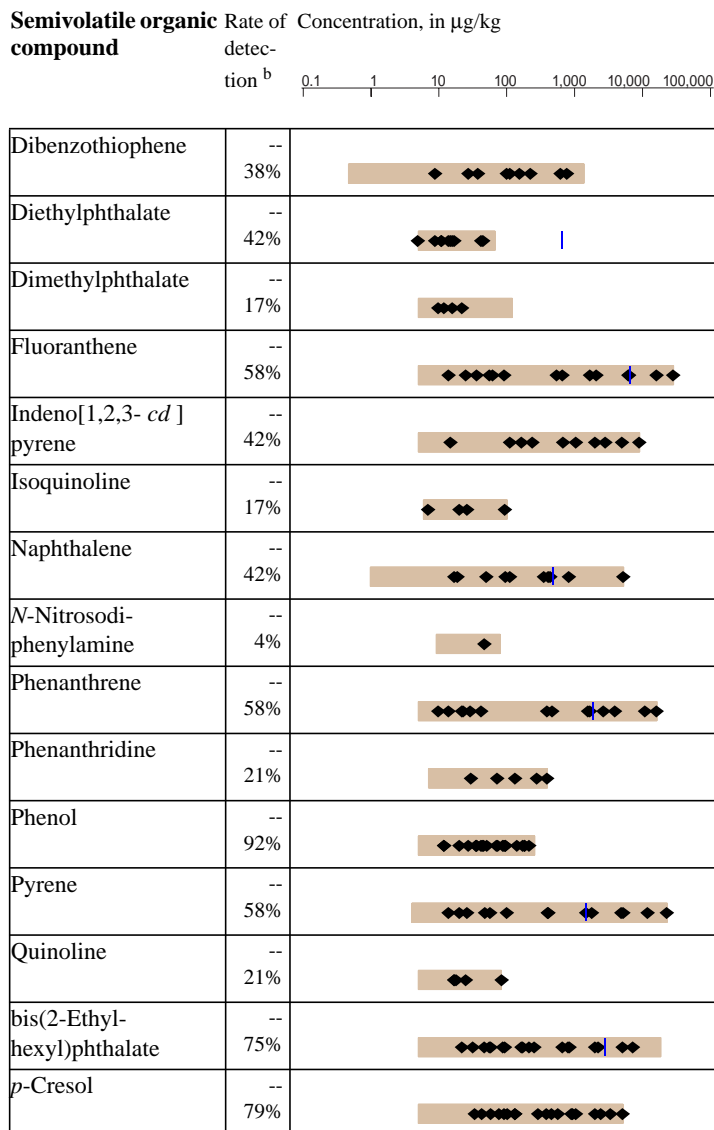 Semivolatile organic Rate of Concentration, in µg/kg
compound detec-
tion b
0.1 1 10 100 1,000 10,000 100,000
Dibenzothiophene --
38%
Diethylphthalate --
42%
Dimethylphthalate --
17%
Fluoranthene --
58%
Indeno[1,2,3- cd ] --
pyrene 42%
Isoquinoline --
17%
Naphthalene --
42%
N-Nitrosodi- --
phenylamine 4%
Phenanthrene --
58%
Phenanthridine --
21%
Phenol --
92%
Pyrene --
58%
Quinoline --
21%
bis(2-Ethyl- --
hexyl)phthalate 75%
p-Cresol --
79%